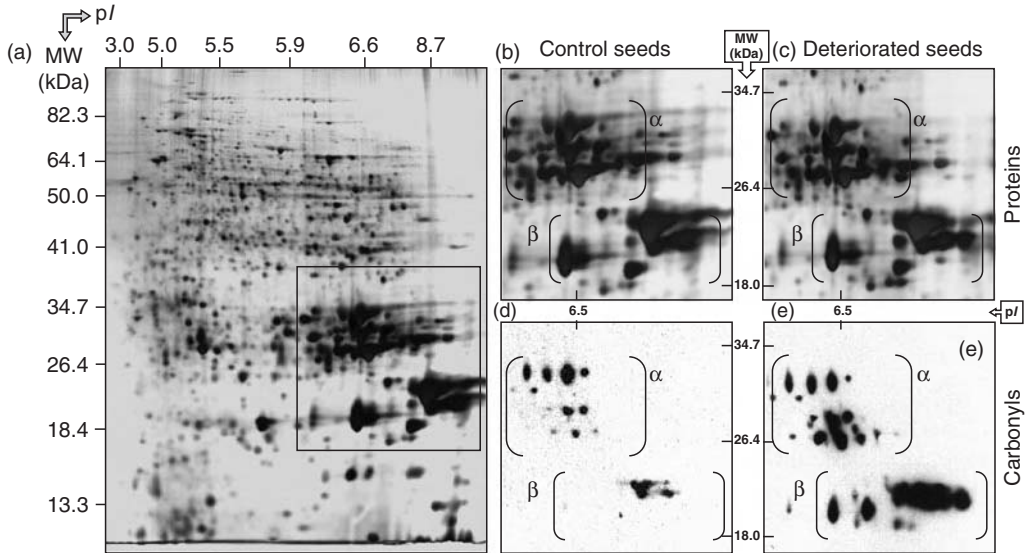 pI
(a) MW (kDa)
3.0 5.0 5.5 5.9 6.6 8.7
82.3
64.1
50.0
41.0
34.7
26.4
18.4
13.3
(b) Control seeds
MW (kDa)
(c) Deteriorated seeds
34.7
26.4
18.0
α
β
α
β
Proteins
6.5
6.5
pI
(d)
(e)
(e)
34.7
26.4
18.0
α
β
α
β
Carbonyls